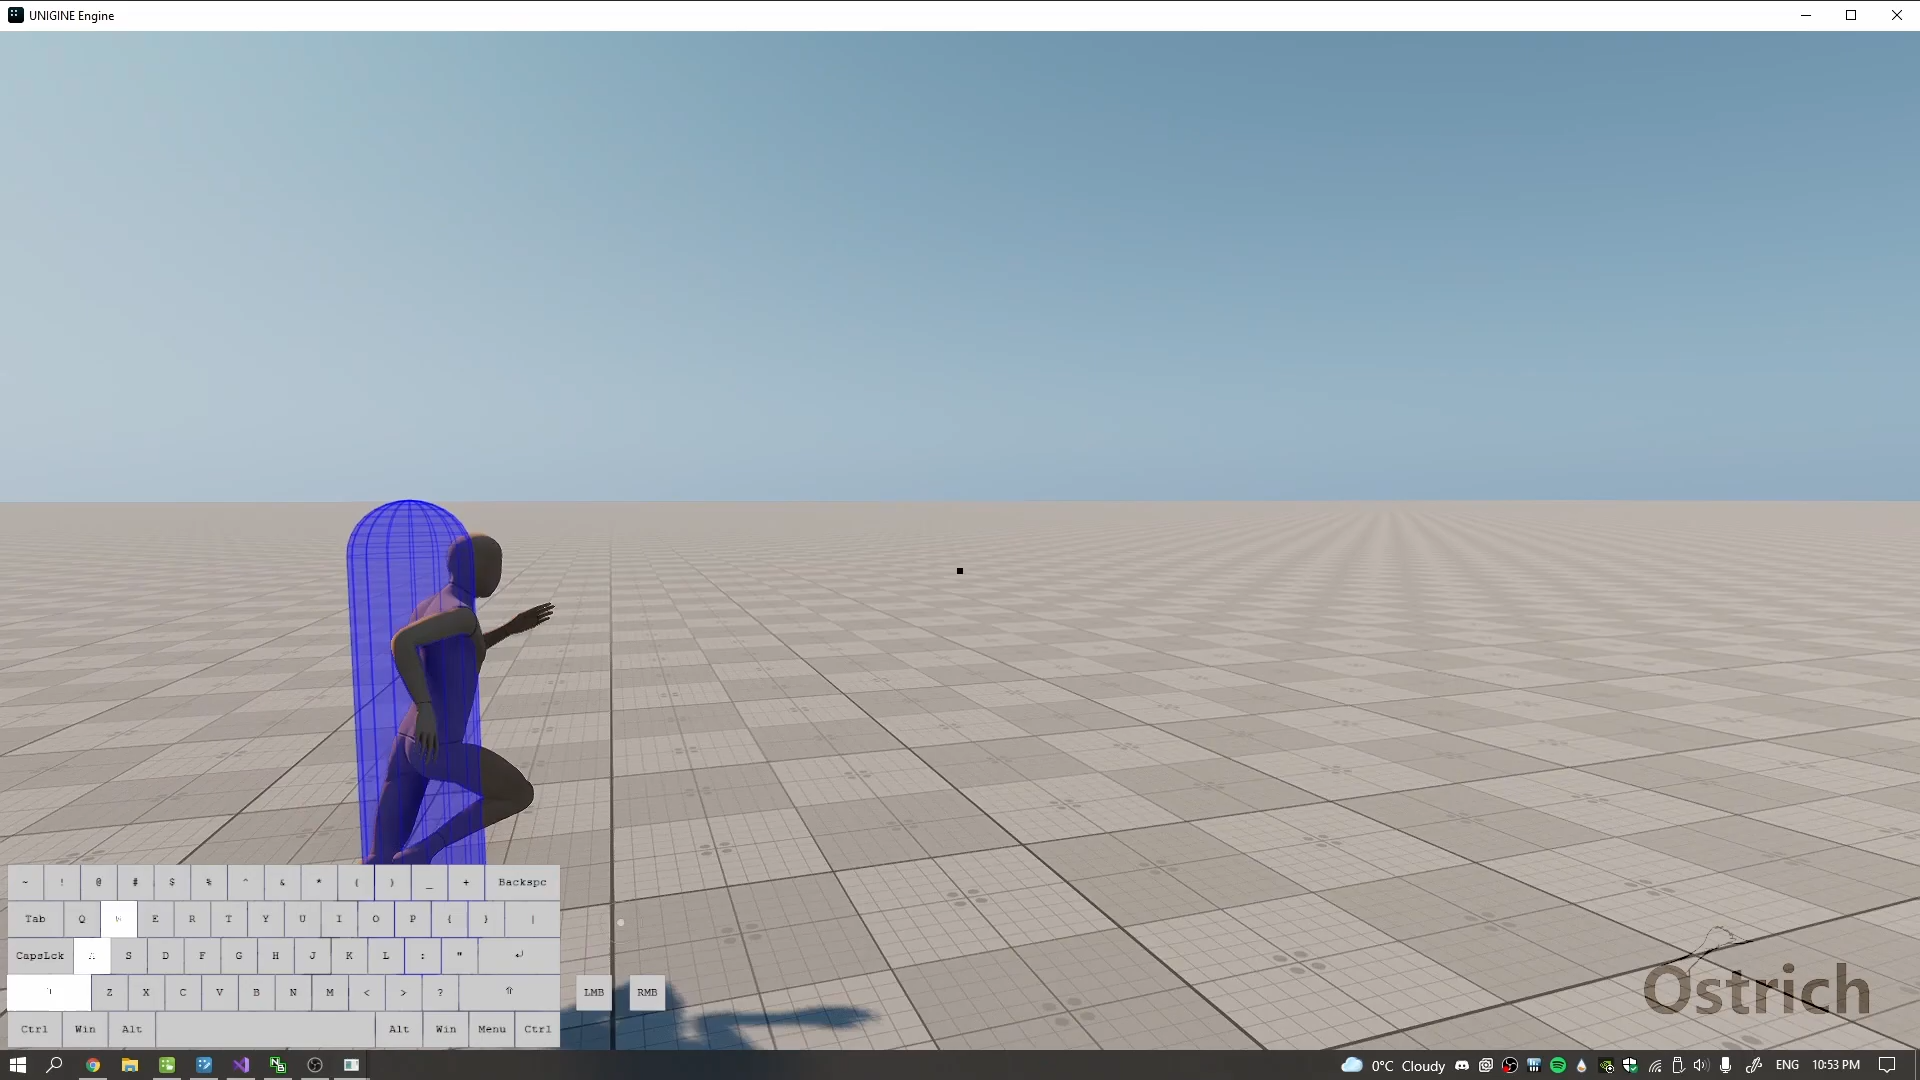 UNIGINE Engine
~ ! @ # $ % ^ & * ( ) _ + Backspc
Tab Q W E R T Y U I O P { } |
CapsLck A S D F G H J K L : "
Z X C V B N M < > ?
LMB RMB
Ctrl Win Alt Alt Win Menu Ctrl
Ostrich
0°C Cloudy ENG 10:53 PM